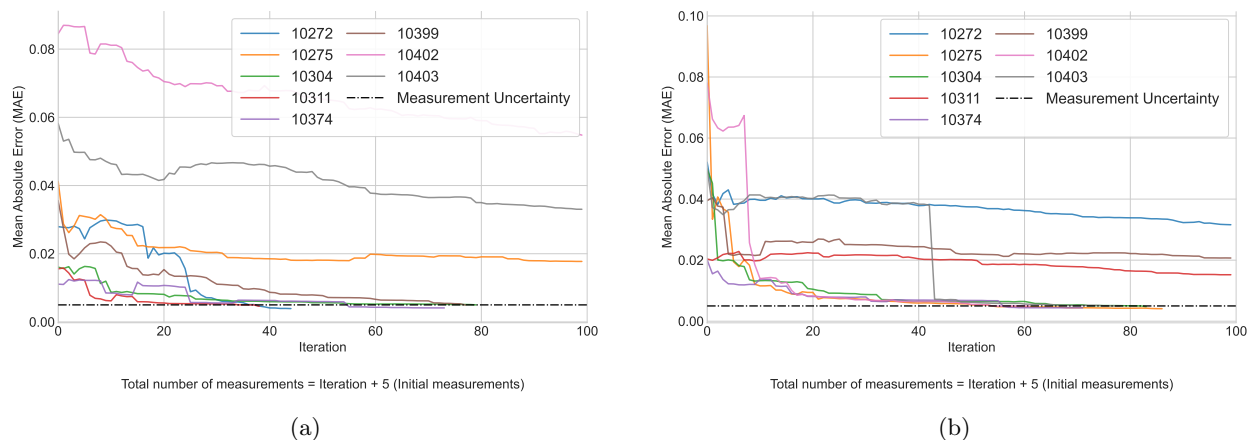 0.08
0.06
0.04
0.02
0.00
Mean Absolute Error (MAE)
10272
10275
10304
10311
10374
10399
10402
10403
Measurement Uncertainty
0 20 40 60 80 100
Iteration
Total number of measurements = Iteration + 5 (Initial measurements)
(a)
0.10
0.08
0.06
0.04
0.02
0.00
Mean Absolute Error (MAE)
10272
10275
10304
10311
10374
10399
10402
10403
Measurement Uncertainty
0 20 40 60 80 100
Iteration
Total number of measurements = Iteration + 5 (Initial measurements)
(b)